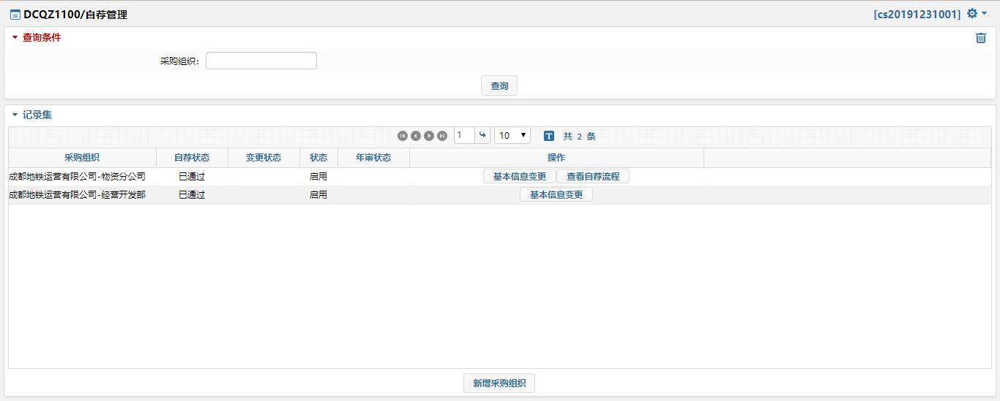 DCQZ1100/自荐管理 [cs20191231001]
查询条件
采购组织:
查询
记录集
1 10 T 共 2 条
采购组织 自荐状态 变更状态 状态 年审状态 操作
成都地铁运营有限公司-物资分公司 已通过 启用 基本信息变更 查看自荐流程
成都地铁运营有限公司-经营开发部 已通过 启用 基本信息变更
新增采购组织